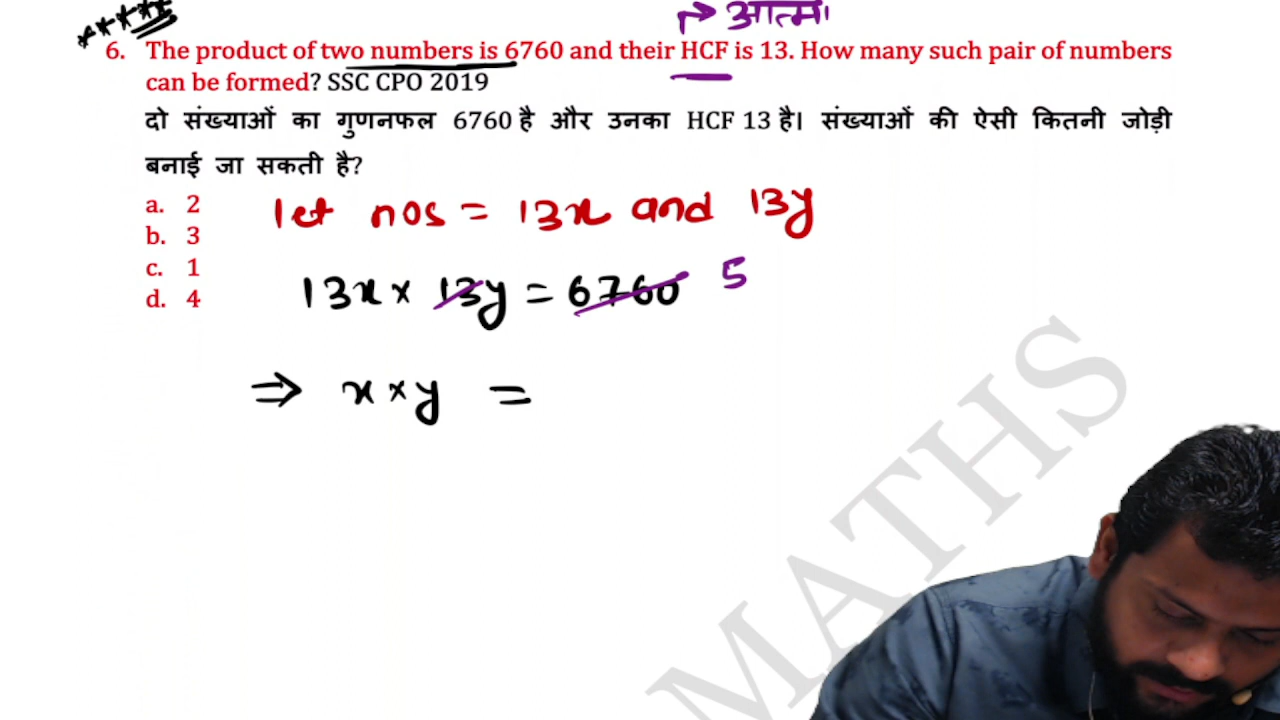 → आत्मा
6. The product of two numbers is 6760 and their HCF is 13. How many such pair of numbers
can be formed? SSC CPO 2019
दो संख्याओं का गुणनफल 6760 है और उनका HCF 13 है। संख्याओं की ऐसी कितनी जोड़ी
बनाई जा सकती है?
a. 2
b. 3
c. 1
d. 4
let nos = 13x and 13y
13x × 13y = 6760 5
⇒ x × y =
MATHS